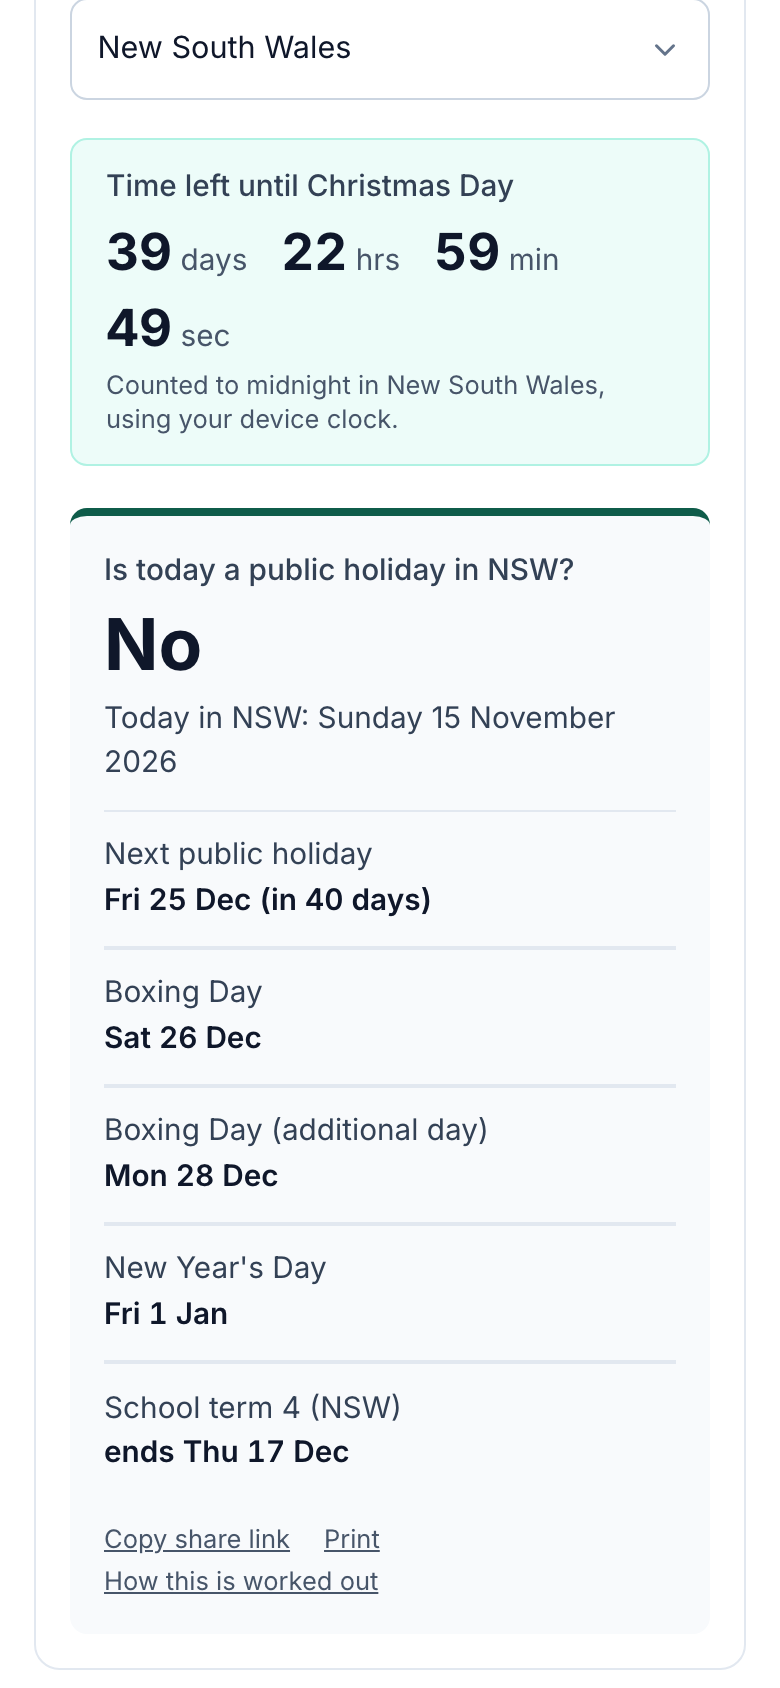 New South Wales
Time left until Christmas Day
39 days 22 hrs 59 min
49 sec
Counted to midnight in New South Wales,
using your device clock.
Is today a public holiday in NSW?
No
Today in NSW: Sunday 15 November
2026
Next public holiday
Fri 25 Dec (in 40 days)
Boxing Day
Sat 26 Dec
Boxing Day (additional day)
Mon 28 Dec
New Year's Day
Fri 1 Jan
School term 4 (NSW)
ends Thu 17 Dec
Copy share link Print
How this is worked out